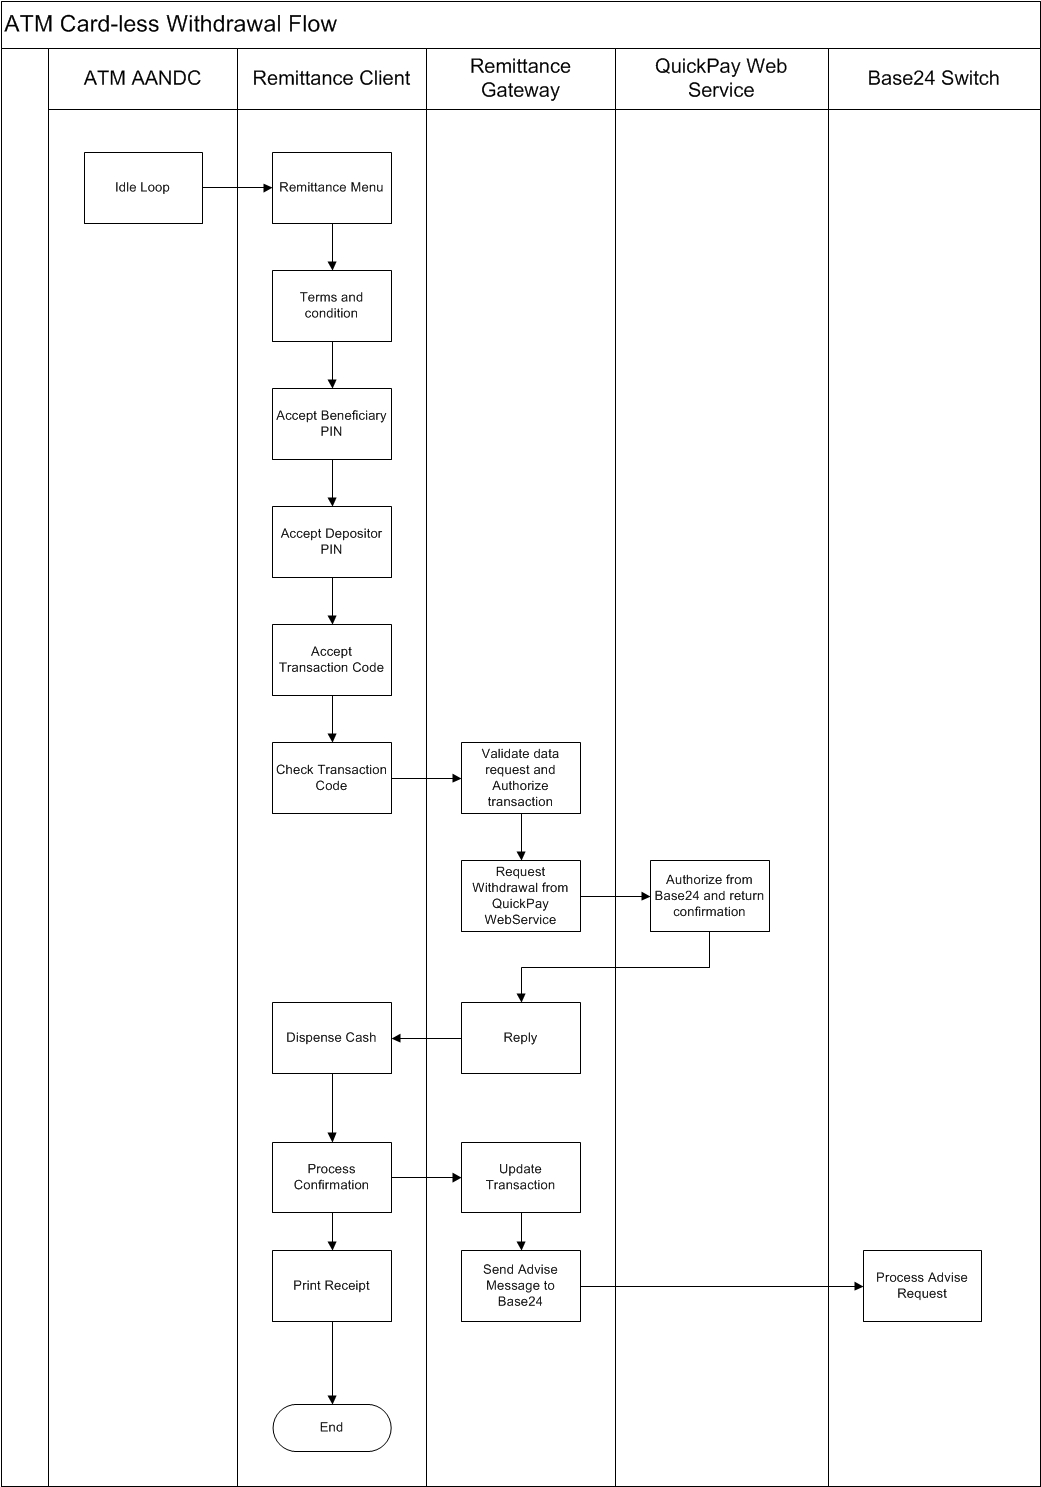 ATM Card-less Withdrawal Flow
ATM AANDC
Remittance Client
Remittance
Gateway
QuickPay Web
Service
Base24 Switch
Idle Loop
Remittance Menu
Terms and
condition
Accept Beneficiary
PIN
Accept Depositor
PIN
Accept
Transaction Code
Check Transaction
Code
Validate data
request and
Authorize
transaction
Request
Withdrawal from
QuickPay
WebService
Authorize from
Base24 and return
confirmation
Dispense Cash
Reply
Process
Confirmation
Update
Transaction
Print Receipt
Send Advise
Message to
Base24
Process Advise
Request
End